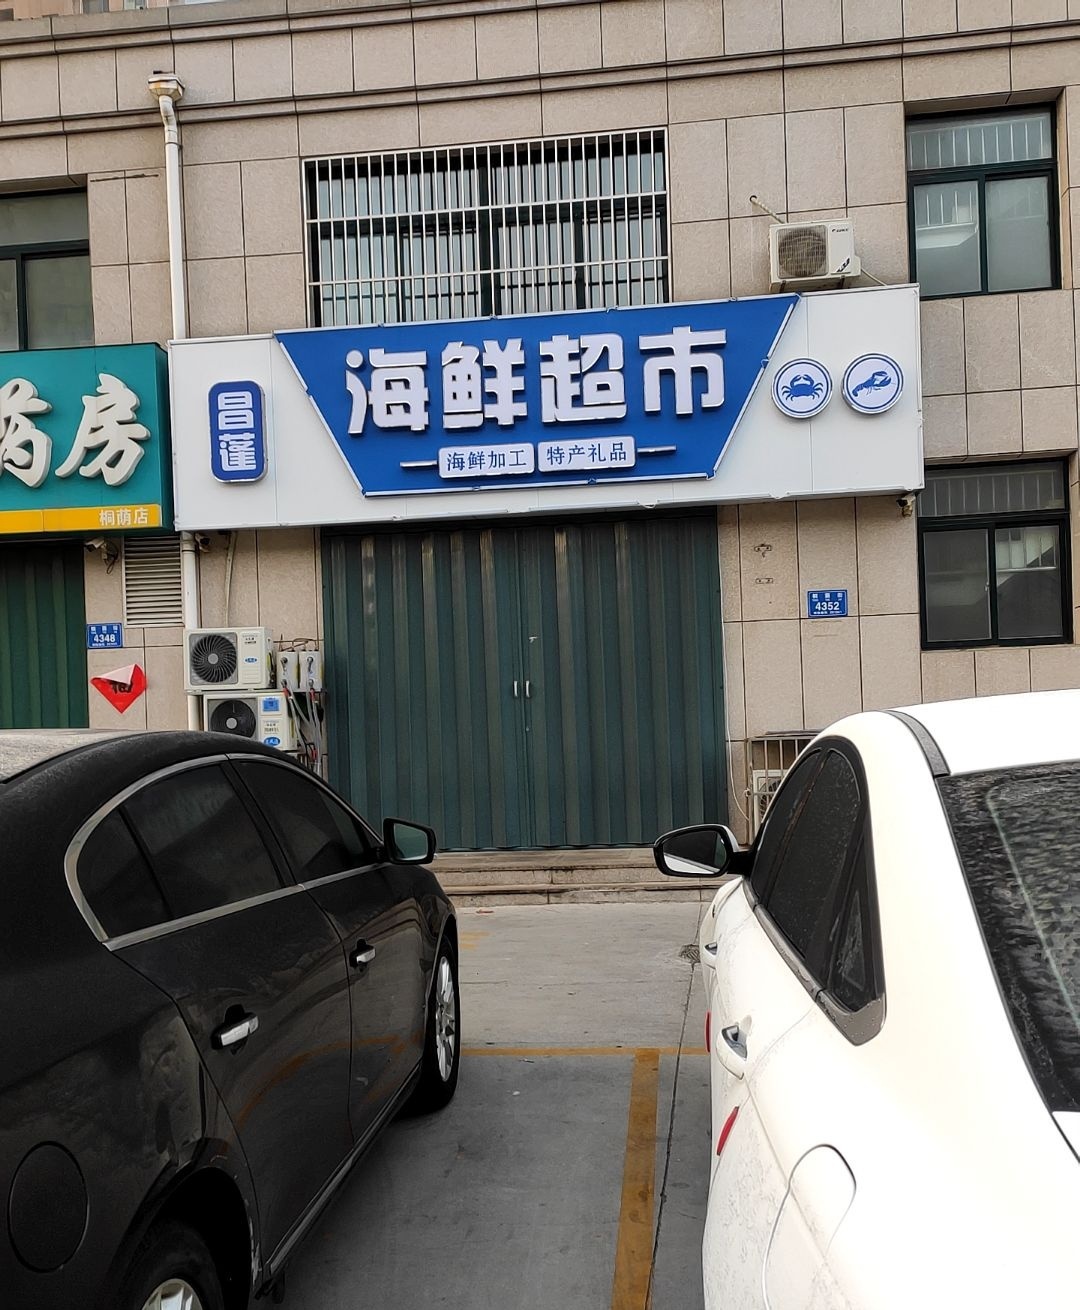 海鲜超市
昌蓬
海鲜加工 特产礼品
药房
桐荫店
4348
4352